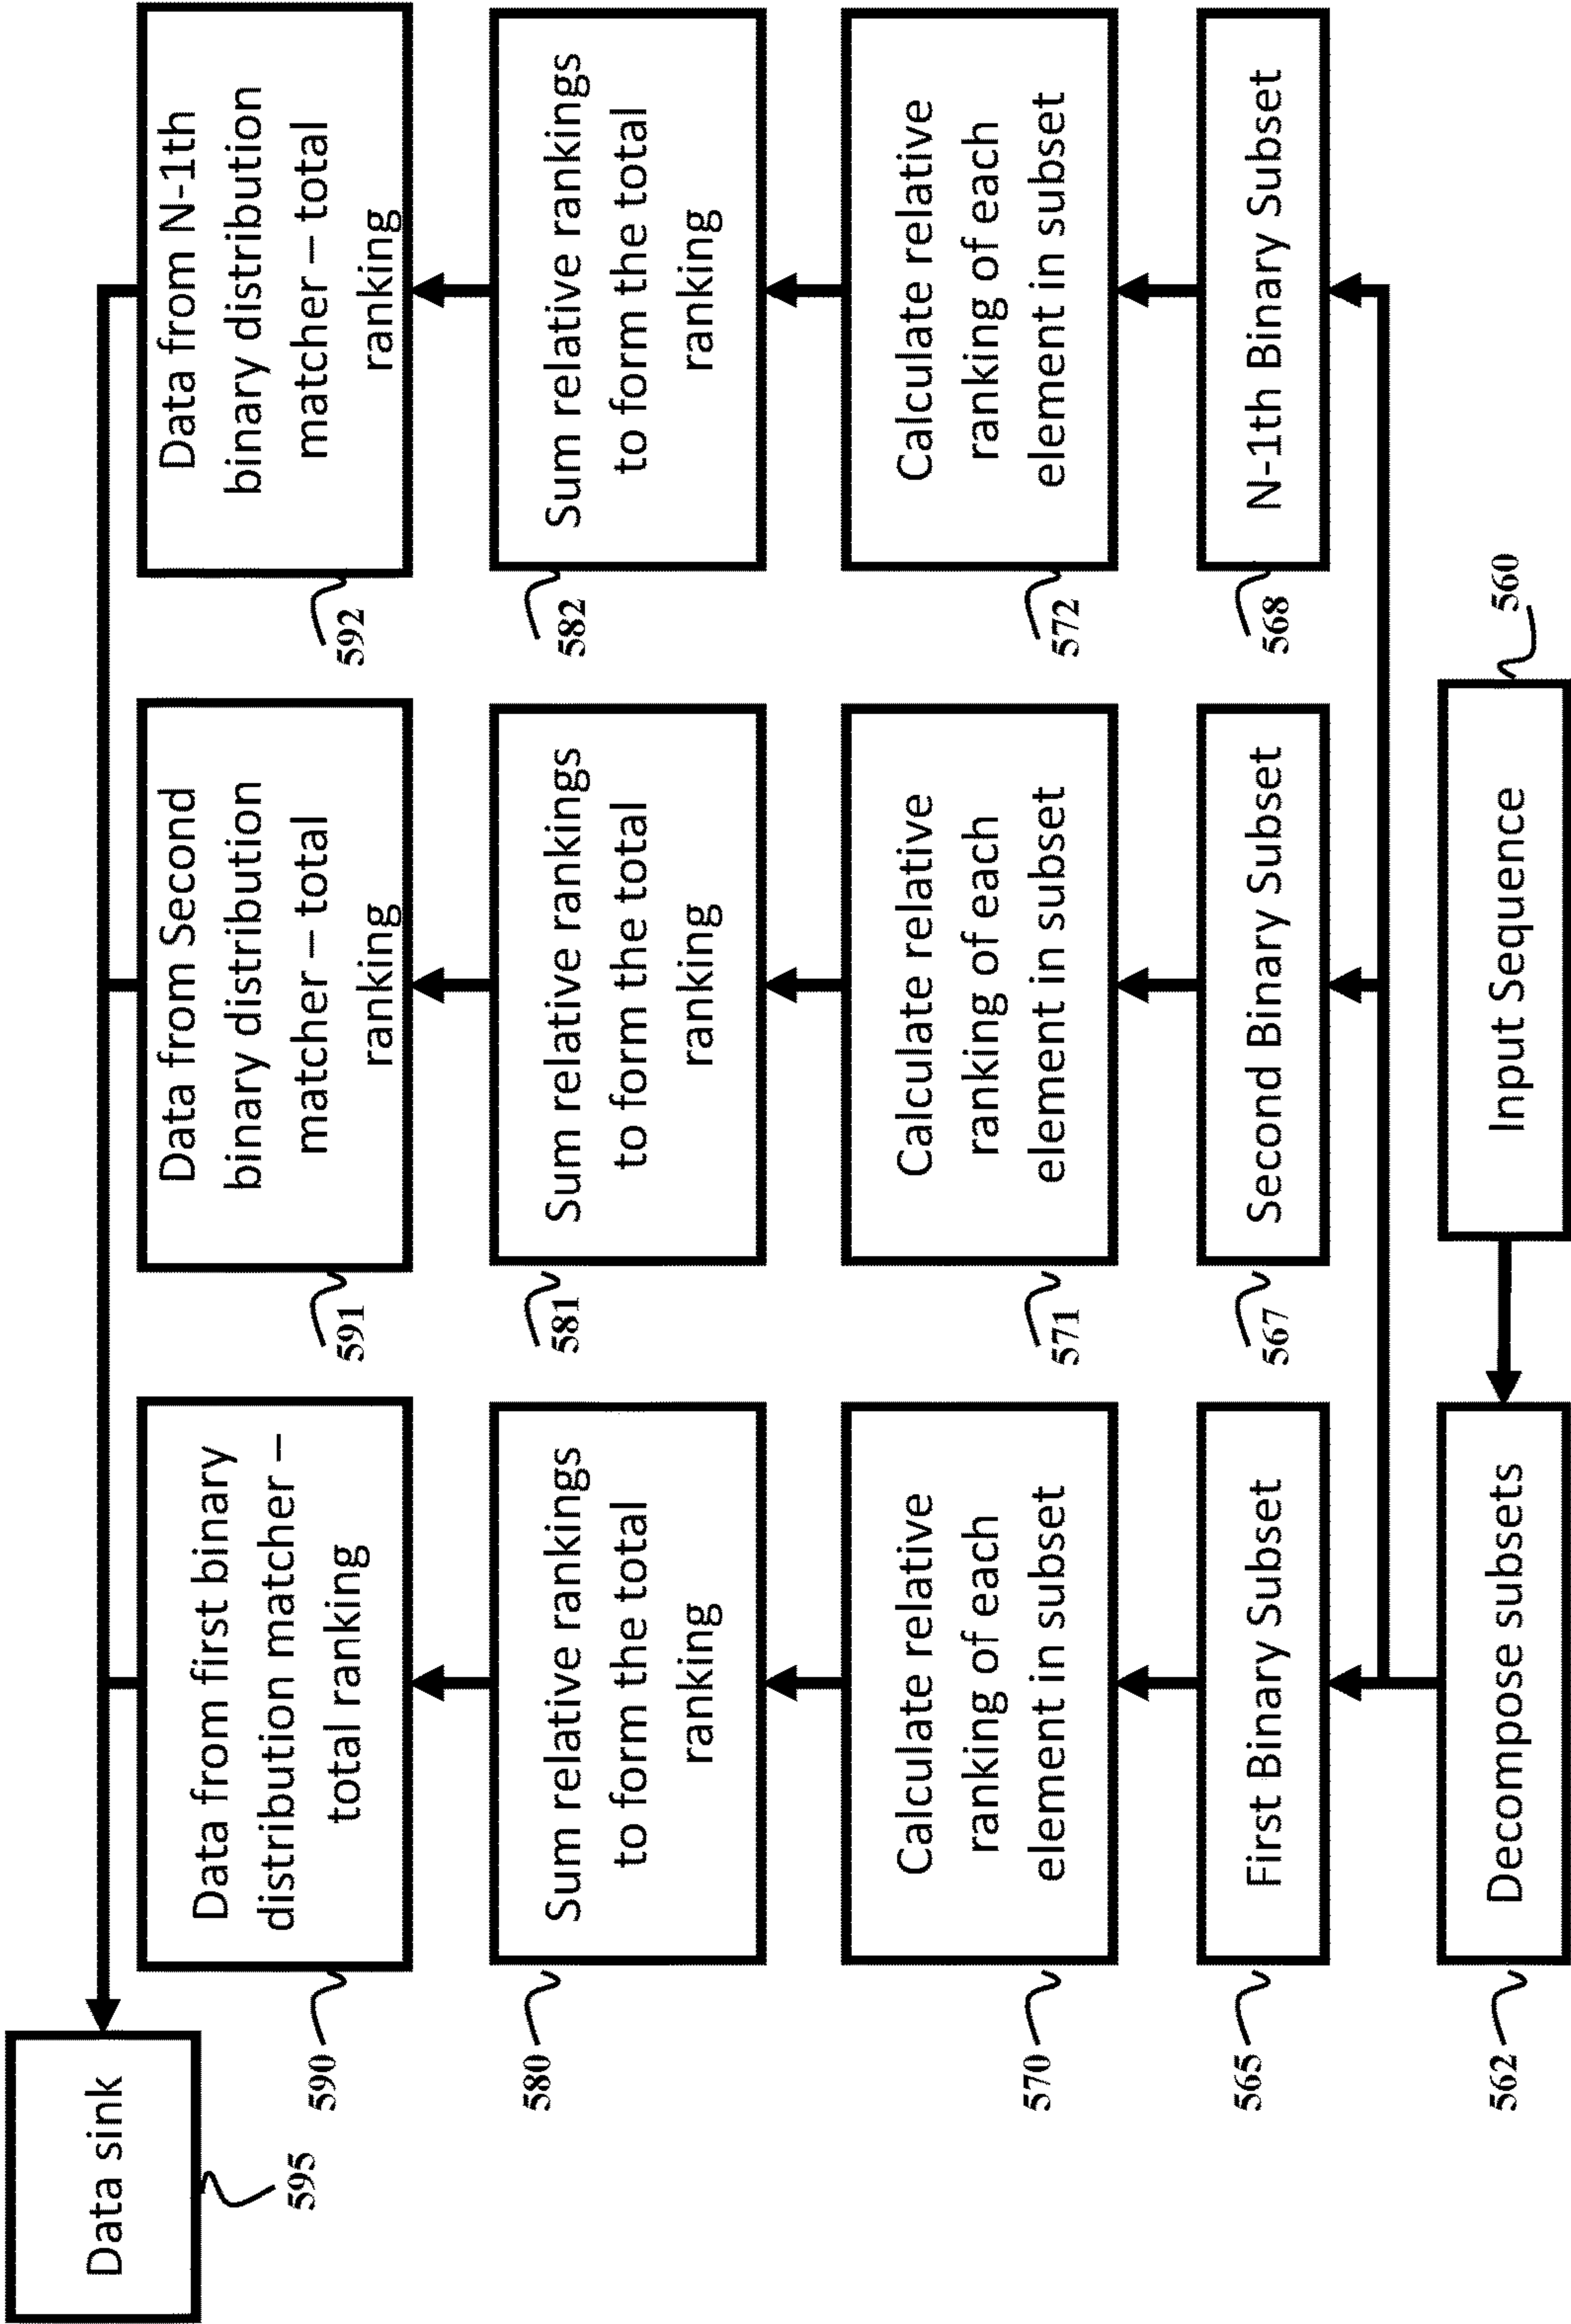 Data sink
595
Data from first binary
distribution matcher –
total ranking
590
Data from Second
binary distribution
matcher – total
ranking
591
Data from N-1th
binary distribution
matcher – total
ranking
592
Sum relative rankings
to form the total
ranking
580
Sum relative rankings
to form the total
ranking
581
Sum relative rankings
to form the total
ranking
582
Calculate relative
ranking of each
element in subset
570
Calculate relative
ranking of each
element in subset
571
Calculate relative
ranking of each
element in subset
572
First Binary Subset
565
Second Binary Subset
567
N-1th Binary Subset
568
Decompose subsets
562
Input Sequence
560